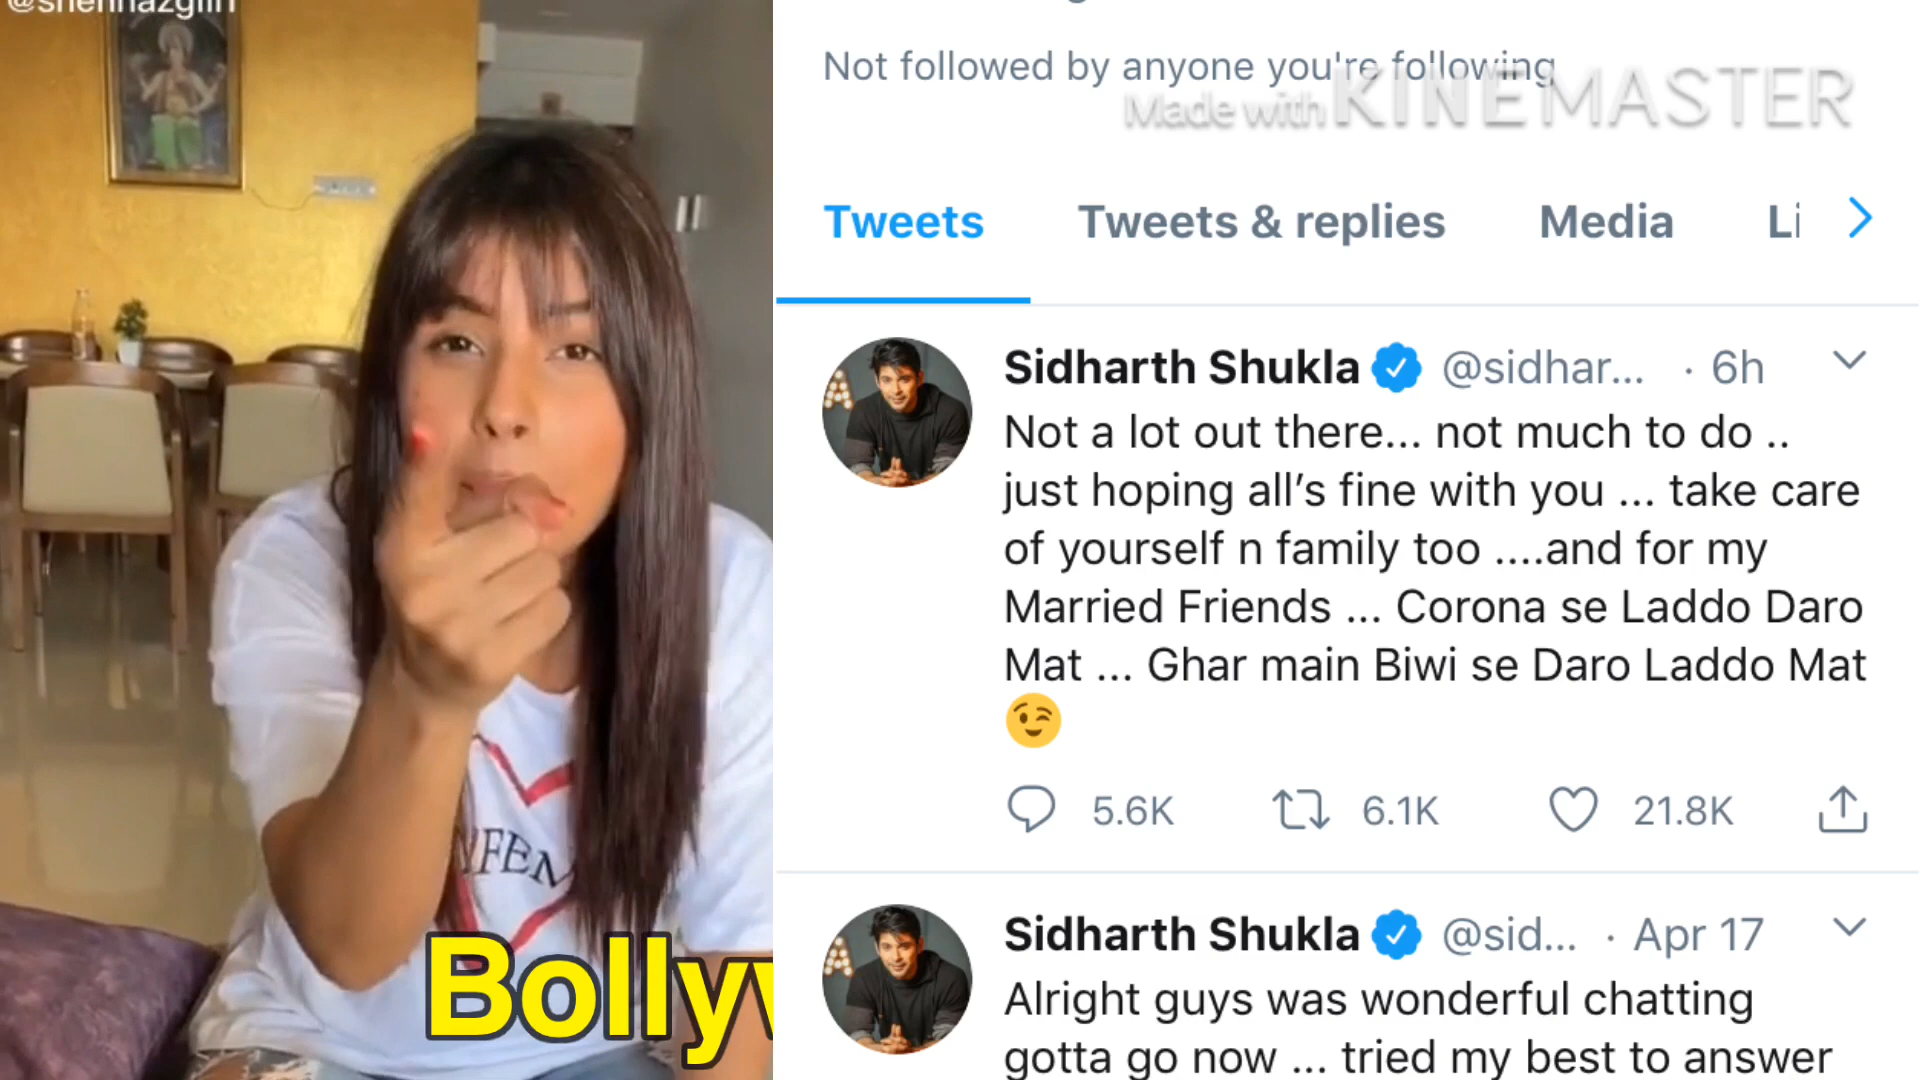 Not followed by anyone you're following
Made with KINEMASTER
Tweets Tweets & replies Media Li
Sidharth Shukla @sidhar... · 6h
Not a lot out there... not much to do ..
just hoping all's fine with you ... take care
of yourself n family too ....and for my
Married Friends ... Corona se Laddo Daro
Mat ... Ghar main Biwi se Daro Laddo Mat
😉
5.6K 6.1K 21.8K
Sidharth Shukla @sid... · Apr 17
Alright guys was wonderful chatting
gotta go now ... tried my best to answer
Bolly